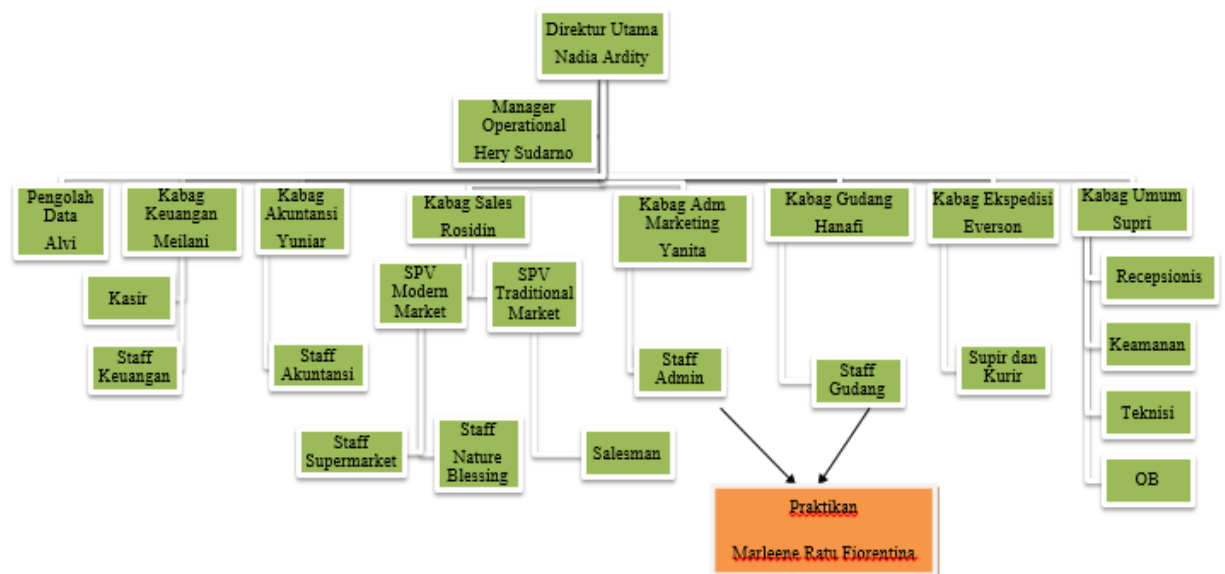 Direktur Utama
Nadia Ardity
Manager
Operational
Hery Sudarno
Pengolah
Data
Alvi
Kabag
Keuangan
Meilani
Kabag
Akuntansi
Yuniar
Kabag Sales
Rosidin
Kabag Adm
Marketing
Yanita
Kabag Gudang
Hanafi
Kabag Ekspedisi
Everson
Kabag Umum
Supri
Kasir
Staff
Keuangan
Staff
Akuntansi
SPV
Modern
Market
SPV
Traditional
Market
Staff
Supermarket
Staff
Nature
Blessing
Salesman
Staff
Admin
Staff
Gudang
Supir dan
Kurir
Recepsionis
Keamanan
Teknisi
OB
Praktikan
Marleene Ratu Fiorentina